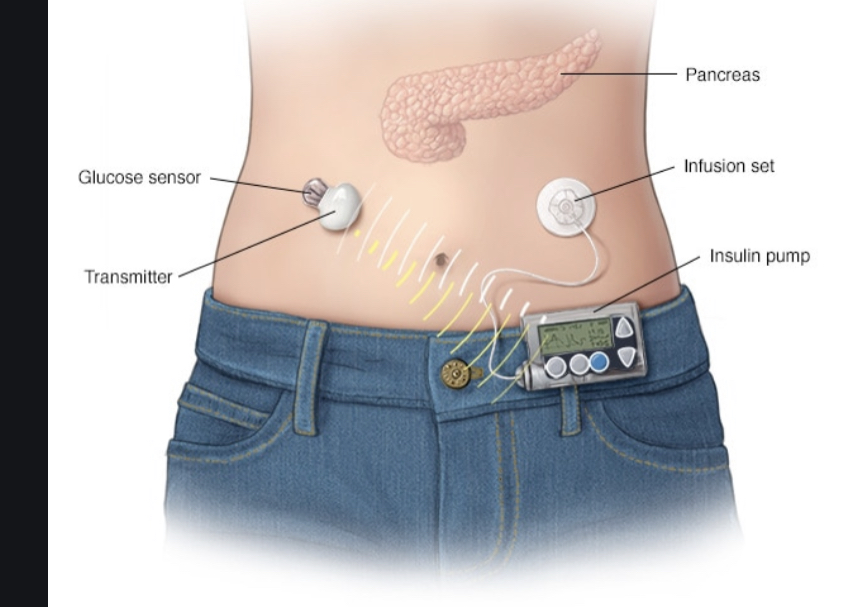 Pancreas
Infusion set
Glucose sensor
Insulin pump
Transmitter